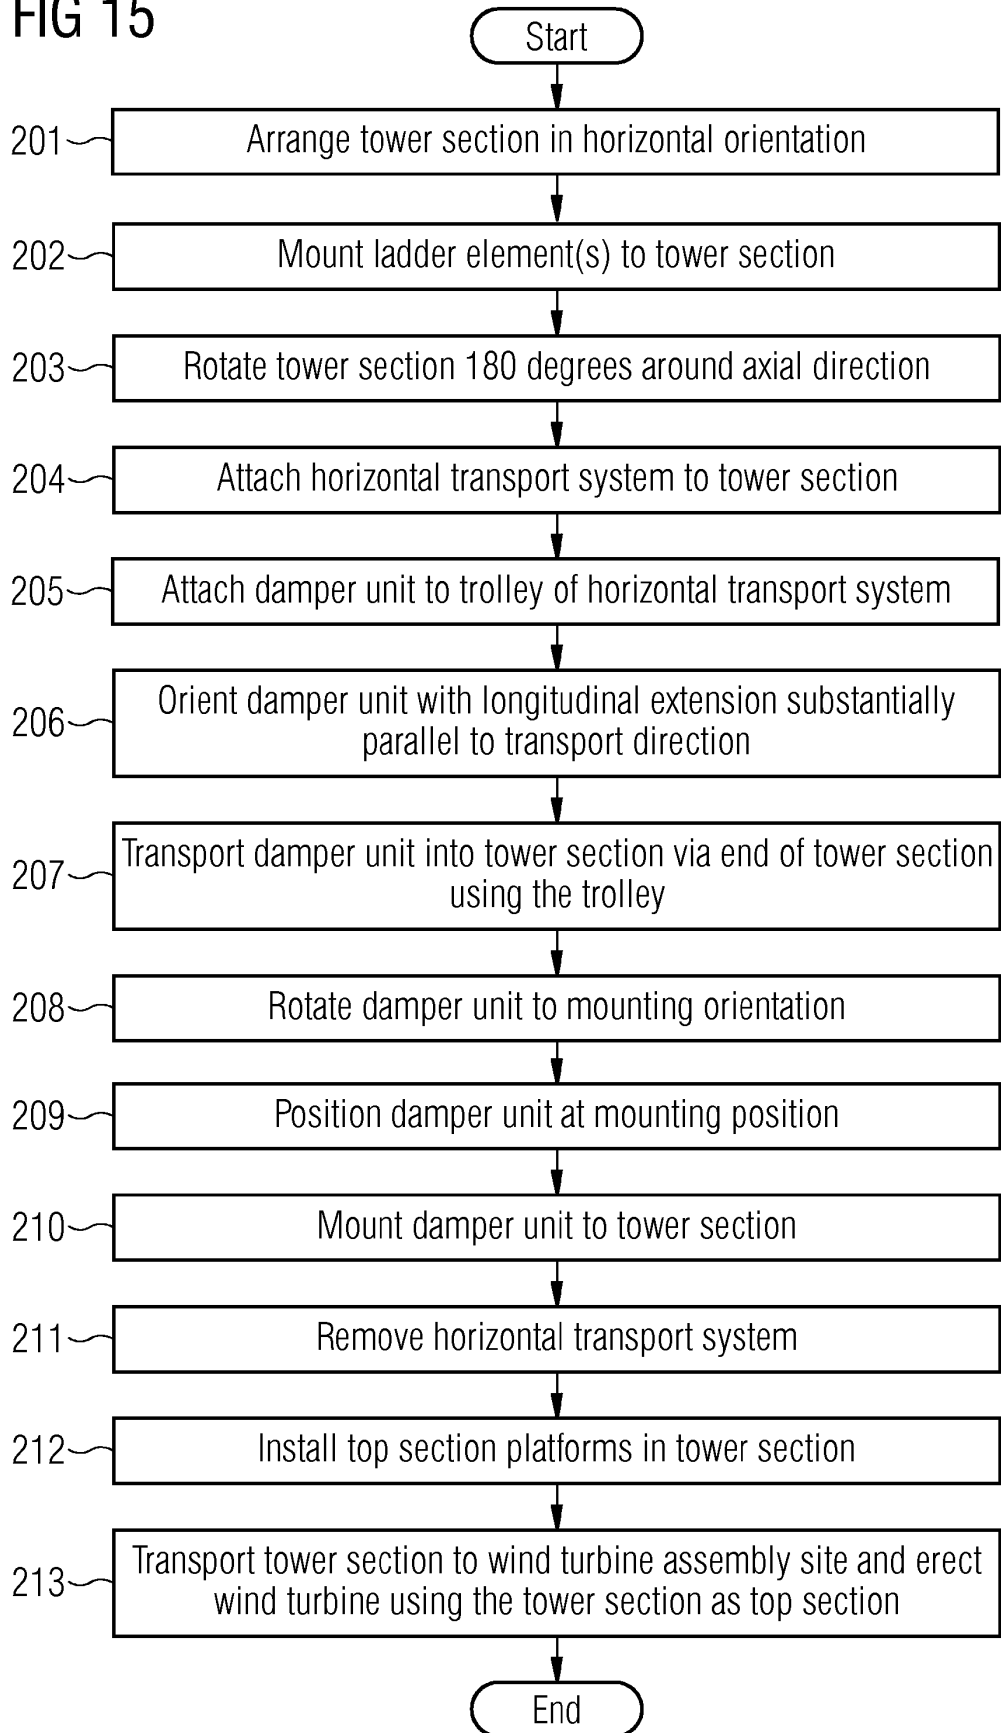 FIG 15
Start
201
Arrange tower section in horizontal orientation
202
Mount ladder element(s) to tower section
203
Rotate tower section 180 degrees around axial direction
204
Attach horizontal transport system to tower section
205
Attach damper unit to trolley of horizontal transport system
206
Orient damper unit with longitudinal extension substantially
parallel to transport direction
207
Transport damper unit into tower section via end of tower section
using the trolley
208
Rotate damper unit to mounting orientation
209
Position damper unit at mounting position
210
Mount damper unit to tower section
211
Remove horizontal transport system
212
Install top section platforms in tower section
213
Transport tower section to wind turbine assembly site and erect
wind turbine using the tower section as top section
End